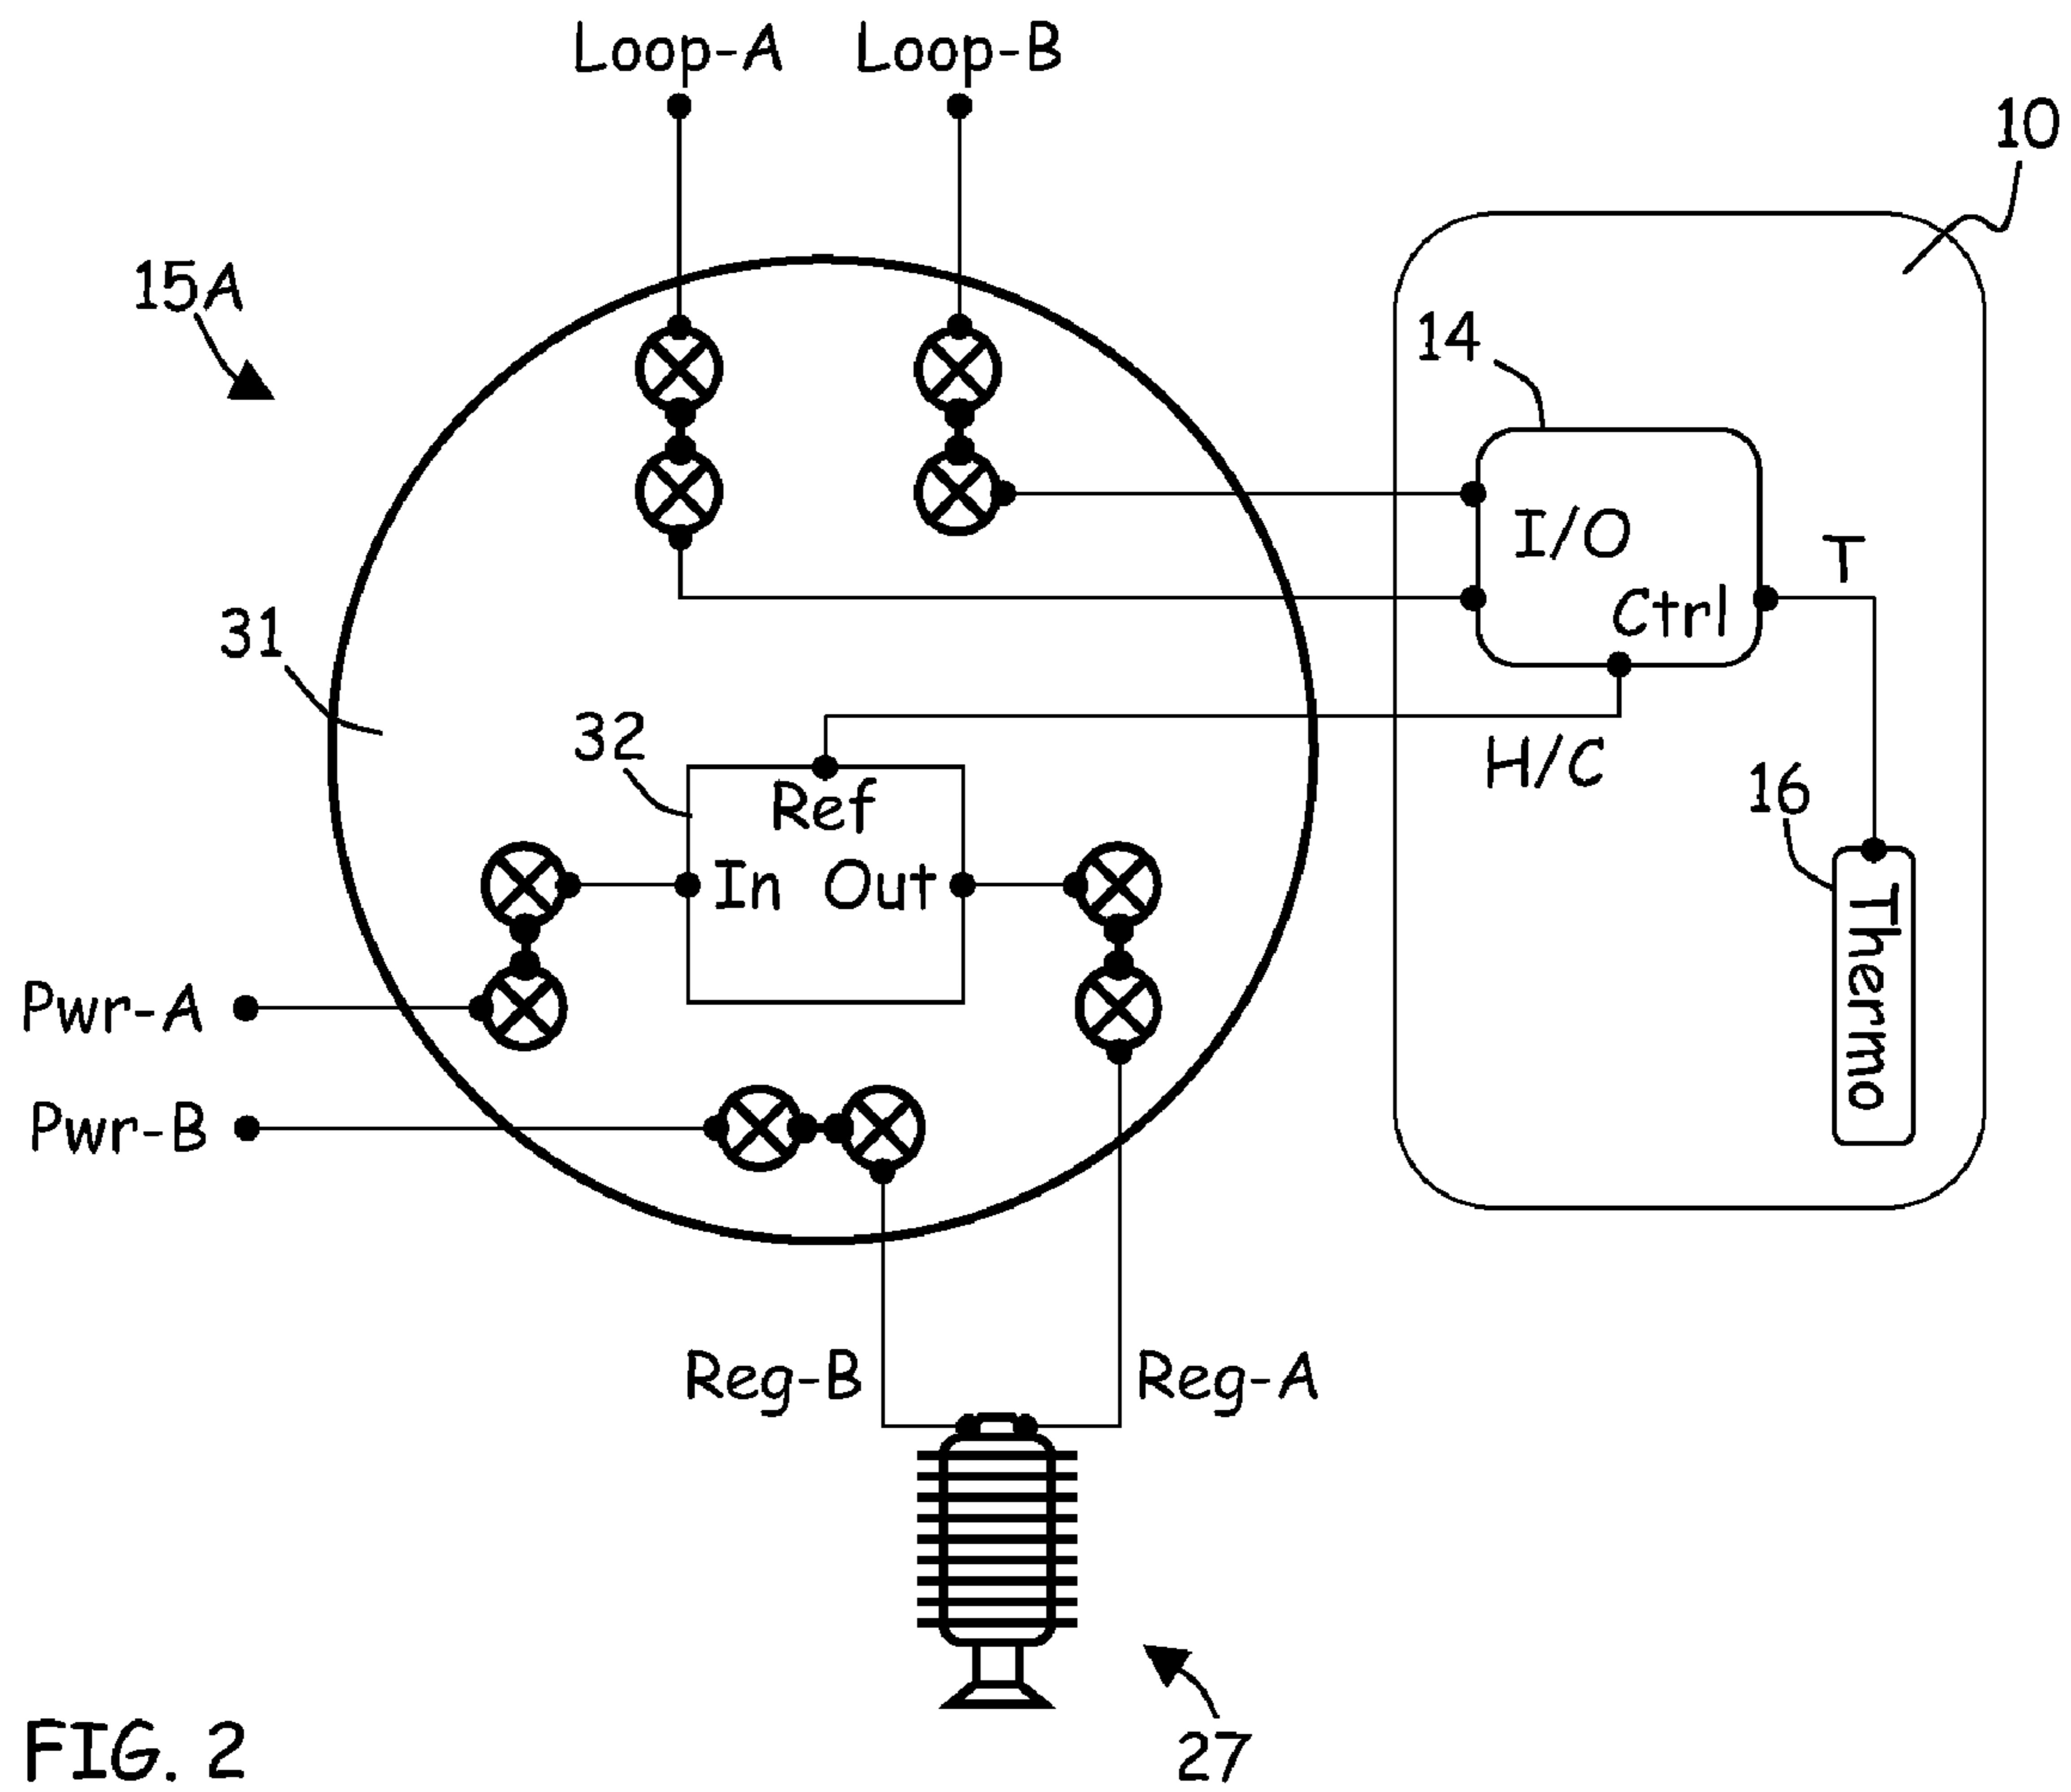 Loop-A
Loop-B
10
15A
14
I/O
T
Ctrl
31
32
H/C
Ref
16
In
Out
Thermo
Pwr-A
Pwr-B
Reg-B
Reg-A
27
FIG. 2